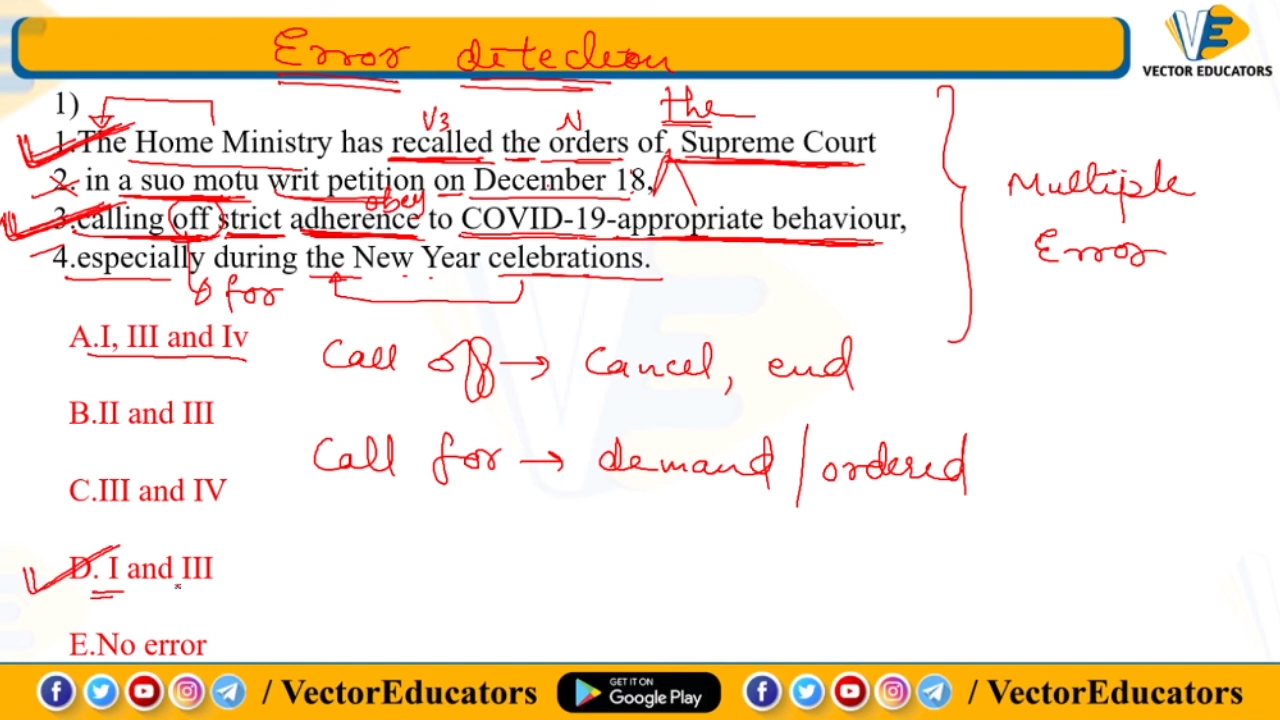 Error detection
VECTOR EDUCATORS
1)
V3 N the
1.The Home Ministry has recalled the orders of Supreme Court
2. in a suo motu writ petition on December 18,
obey
3.calling off strict adherence to COVID-19-appropriate behaviour,
4.especially during the New Year celebrations.
for
Multiple
Error
A.I, III and Iv
Call off → Cancel, end
B.II and III
Call for → demand / ordered
C.III and IV
D. I and III
E.No error
/ VectorEducators
GET IT ON
Google Play
/ VectorEducators